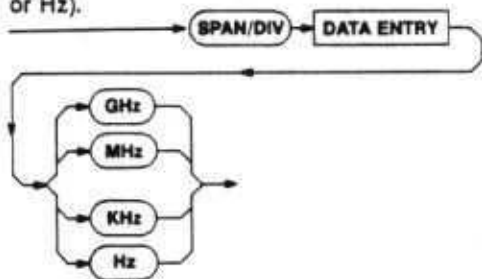 or Hz).
SPAN/DIV DATA ENTRY
GHz
MHz
KHz
Hz